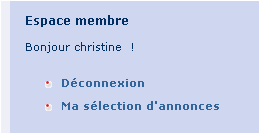 Espace membre
Bonjour christine !
Déconnexion
Ma sélection d'annonces